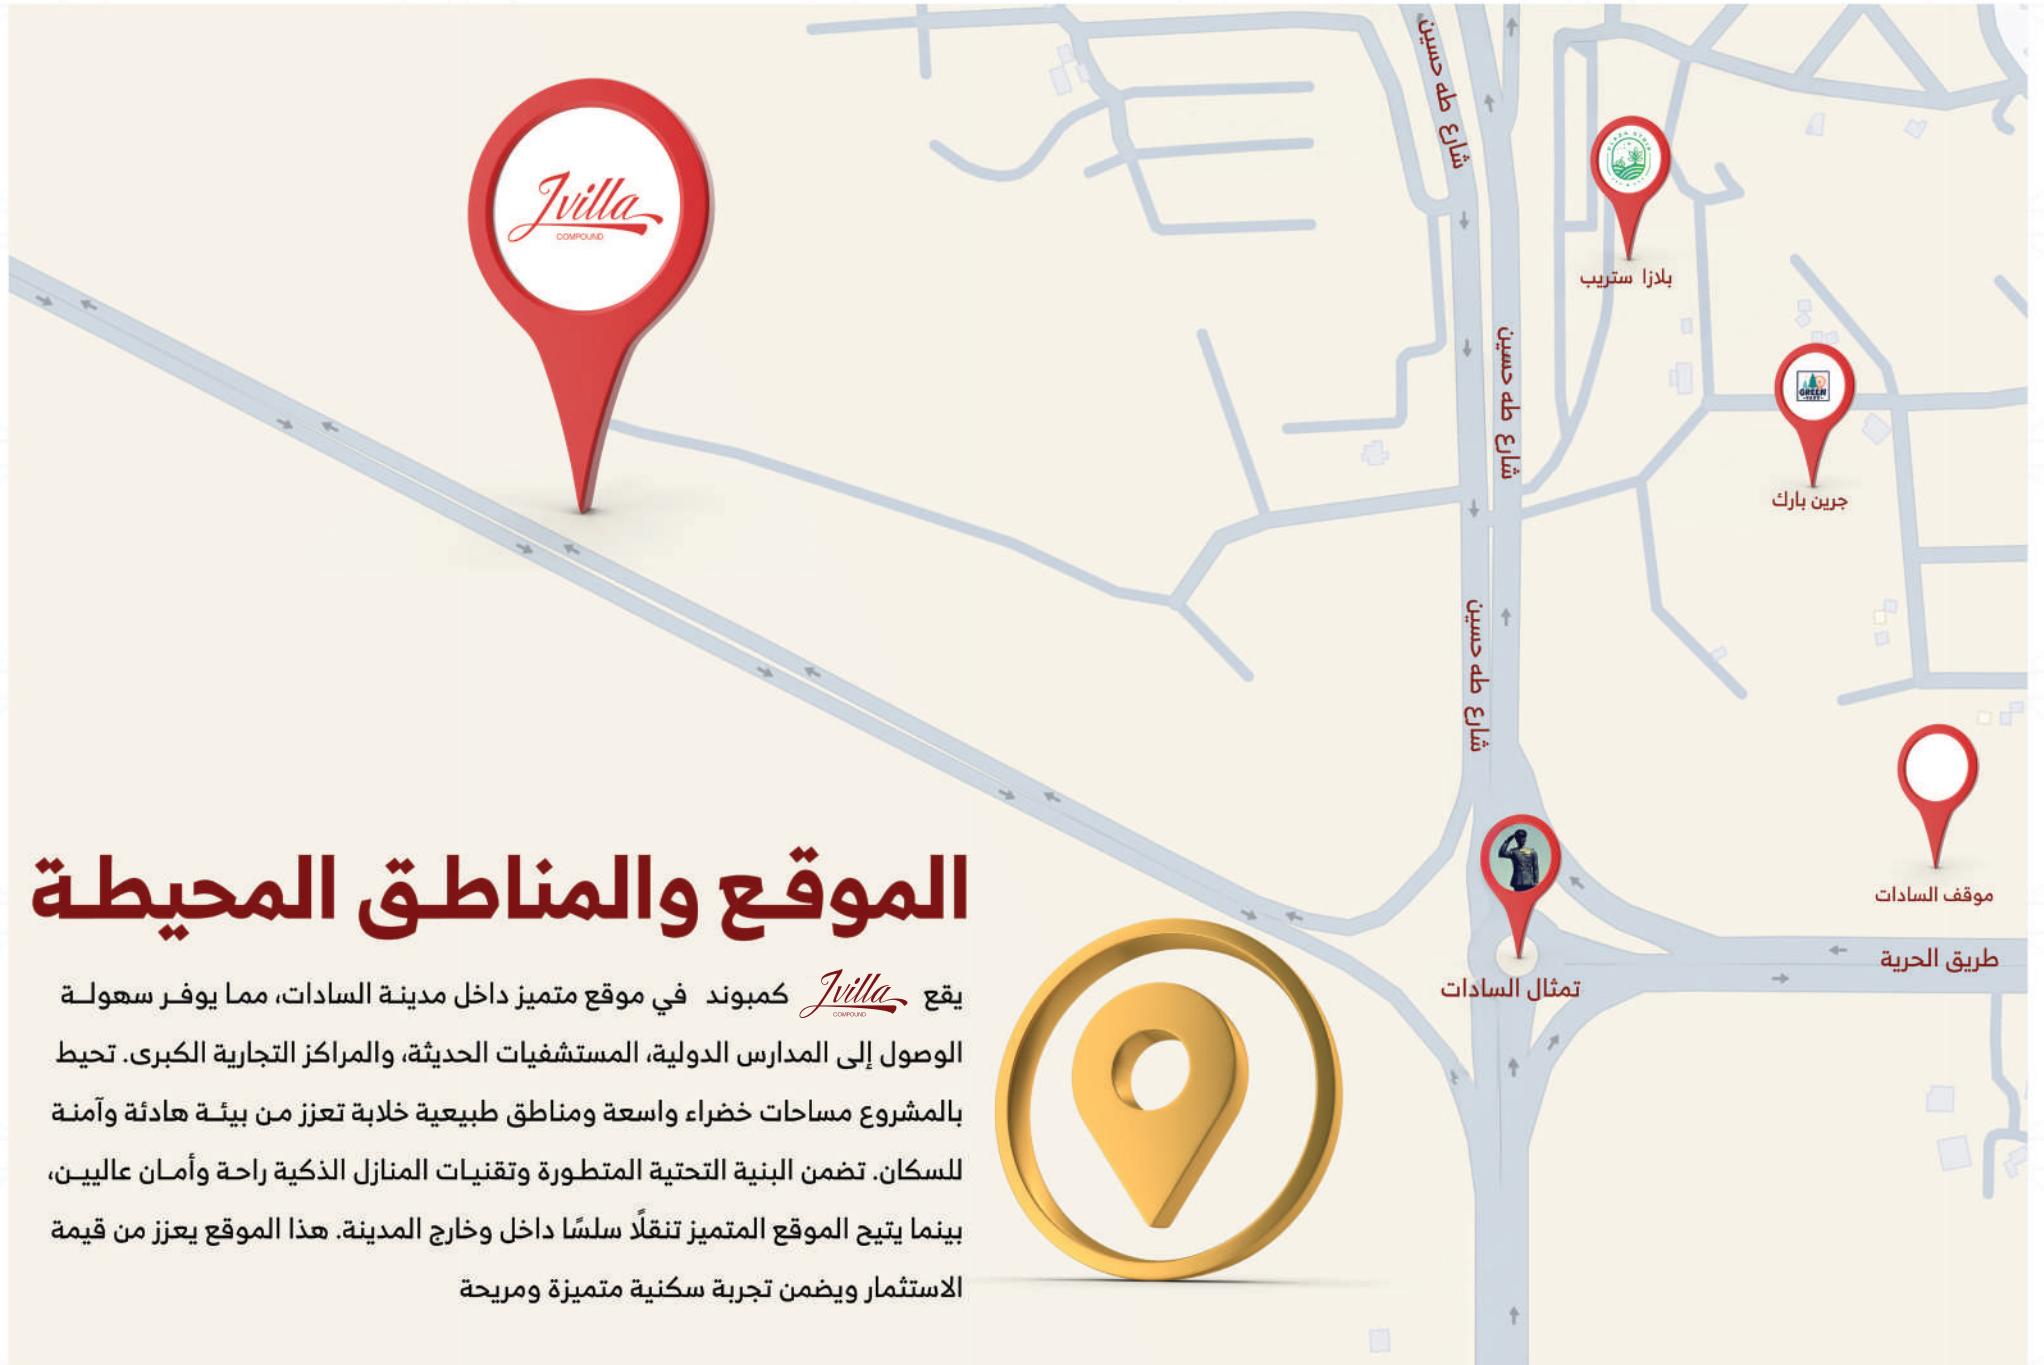 شارع طه حسين
Jvilla
COMPOUND
بلازا ستريب
شارع طه حسين
GREEN
جرين بارك
شارع طه حسين
موقف السادات
طريق الحرية
تمثال السادات
الموقع والمناطق المحيطة
يقع Jvilla COMPOUND كمبوند في موقع متميز داخل مدينة السادات، مما يوفر سهولة
الوصول إلى المدارس الدولية، المستشفيات الحديثة، والمراكز التجارية الكبرى. تحيط
بالمشروع مساحات خضراء واسعة ومناطق طبيعية خلابة تعزز من بيئة هادئة وآمنة
للسكان. تضمن البنية التحتية المتطورة وتقنيات المنازل الذكية راحة وأمان عاليين،
بينما يتيح الموقع المتميز تنقلًا سلسًا داخل وخارج المدينة. هذا الموقع يعزز من قيمة
الاستثمار ويضمن تجربة سكنية متميزة ومريحة